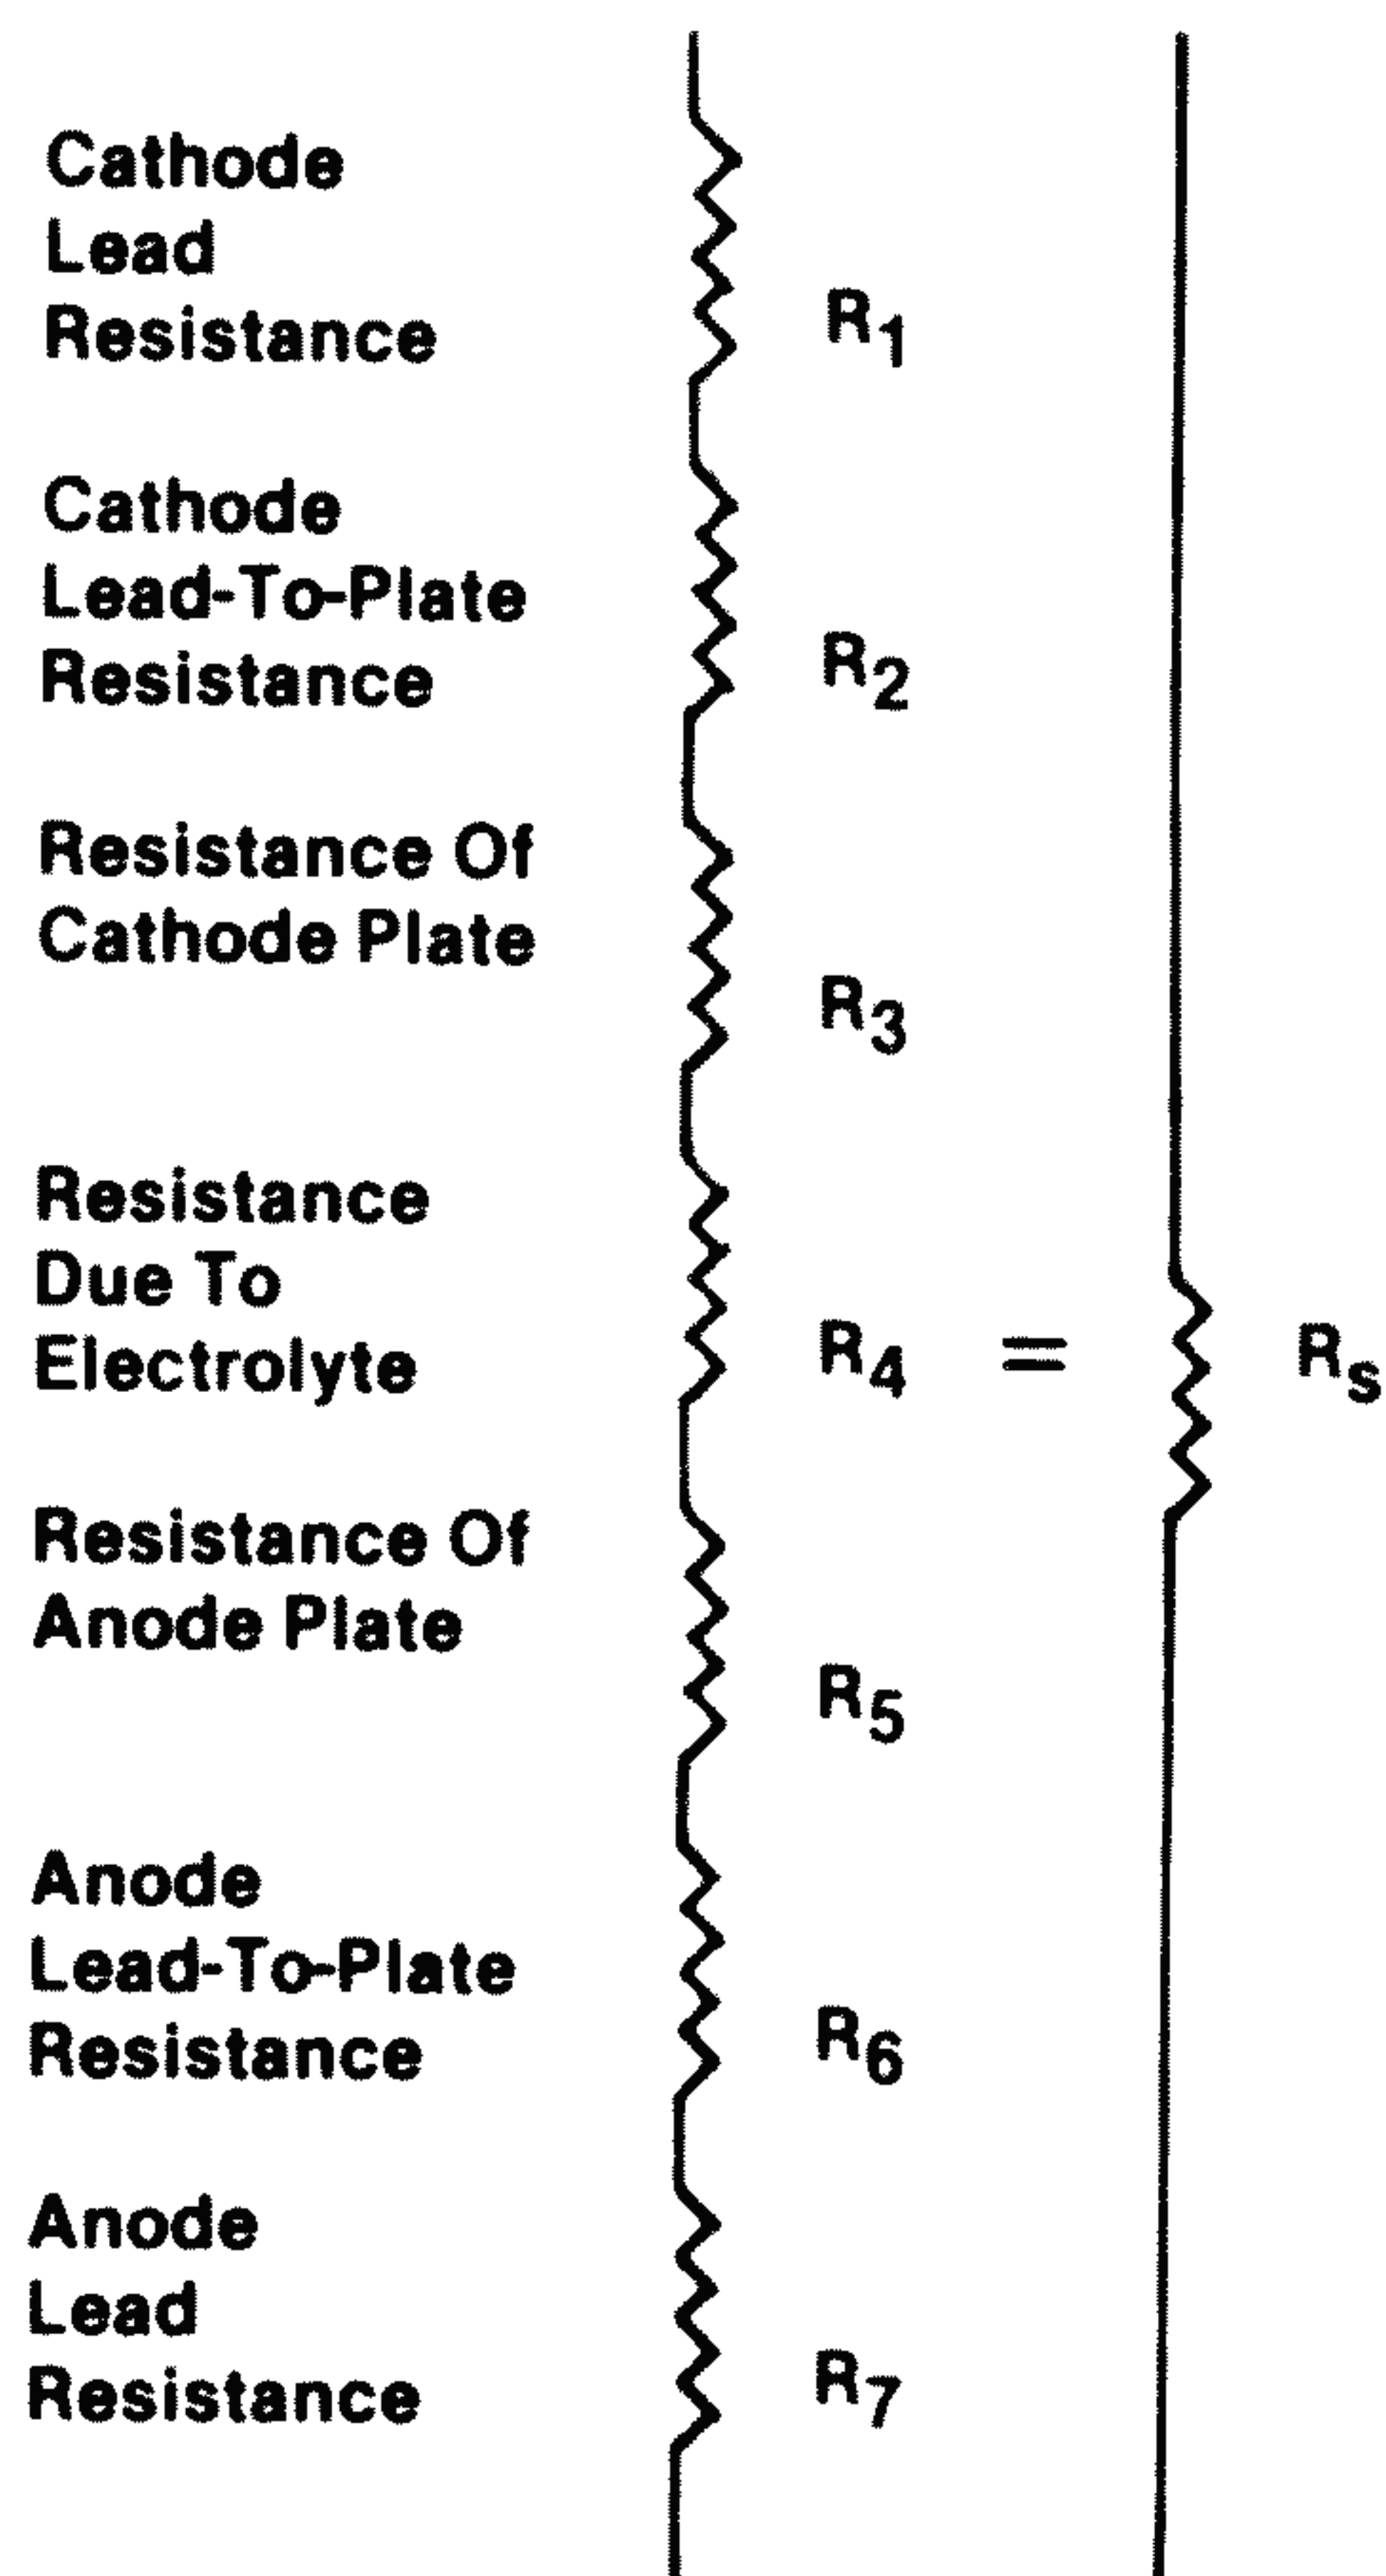 Cathode
Lead
Resistance
R1
Cathode
Lead-To-Plate
Resistance
R2
Resistance Of
Cathode Plate
R3
Resistance
Due To
Electrolyte
R4 = Rs
Resistance Of
Anode Plate
R5
Anode
Lead-To-Plate
Resistance
R6
Anode
Lead
Resistance
R7